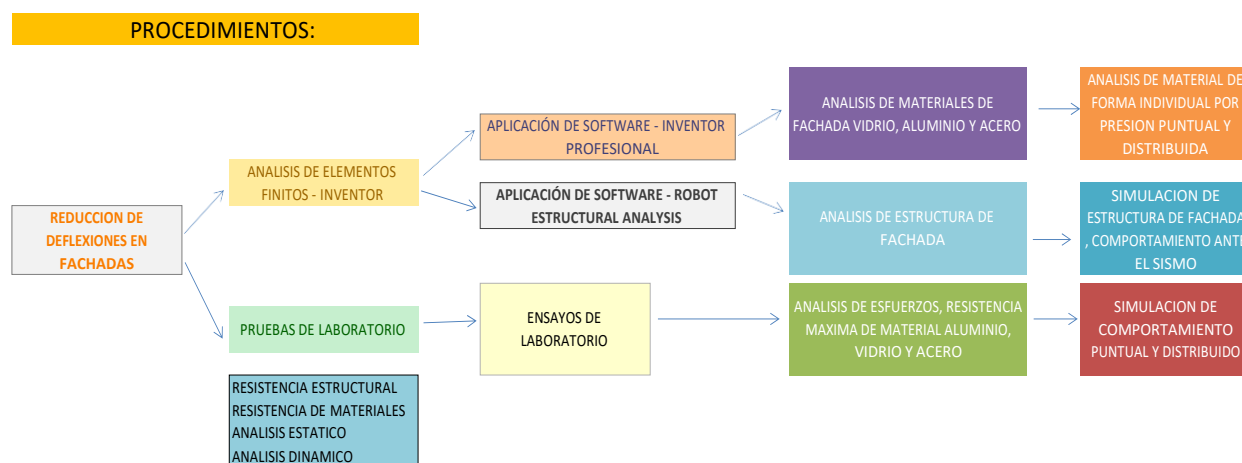 PROCEDIMIENTOS:
REDUCCION DE
DEFLEXIONES EN
FACHADAS
ANALISIS DE ELEMENTOS
FINITOS - INVENTOR
PRUEBAS DE LABORATORIO
RESISTENCIA ESTRUCTURAL
RESISTENCIA DE MATERIALES
ANALISIS ESTATICO
ANALISIS DINAMICO
APLICACIÓN DE SOFTWARE - INVENTOR
PROFESIONAL
APLICACIÓN DE SOFTWARE - ROBOT
ESTRUCTURAL ANALYSIS
ENSAYOS DE
LABORATORIO
ANALISIS DE MATERIALES DE
FACHADA VIDRIO, ALUMINIO Y ACERO
ANALISIS DE ESTRUCTURA DE
FACHADA
ANALISIS DE ESFUERZOS, RESISTENCIA
MAXIMA DE MATERIAL ALUMINIO,
VIDRIO Y ACERO
ANALISIS DE MATERIAL DE
FORMA INDIVIDUAL POR
PRESION PUNTUAL Y
DISTRIBUIDA
SIMULACION DE
ESTRUCTURA DE FACHADA
, COMPORTAMIENTO ANTE
EL SISMO
SIMULACION DE
COMPORTAMIENTO
PUNTUAL Y DISTRIBUIDO